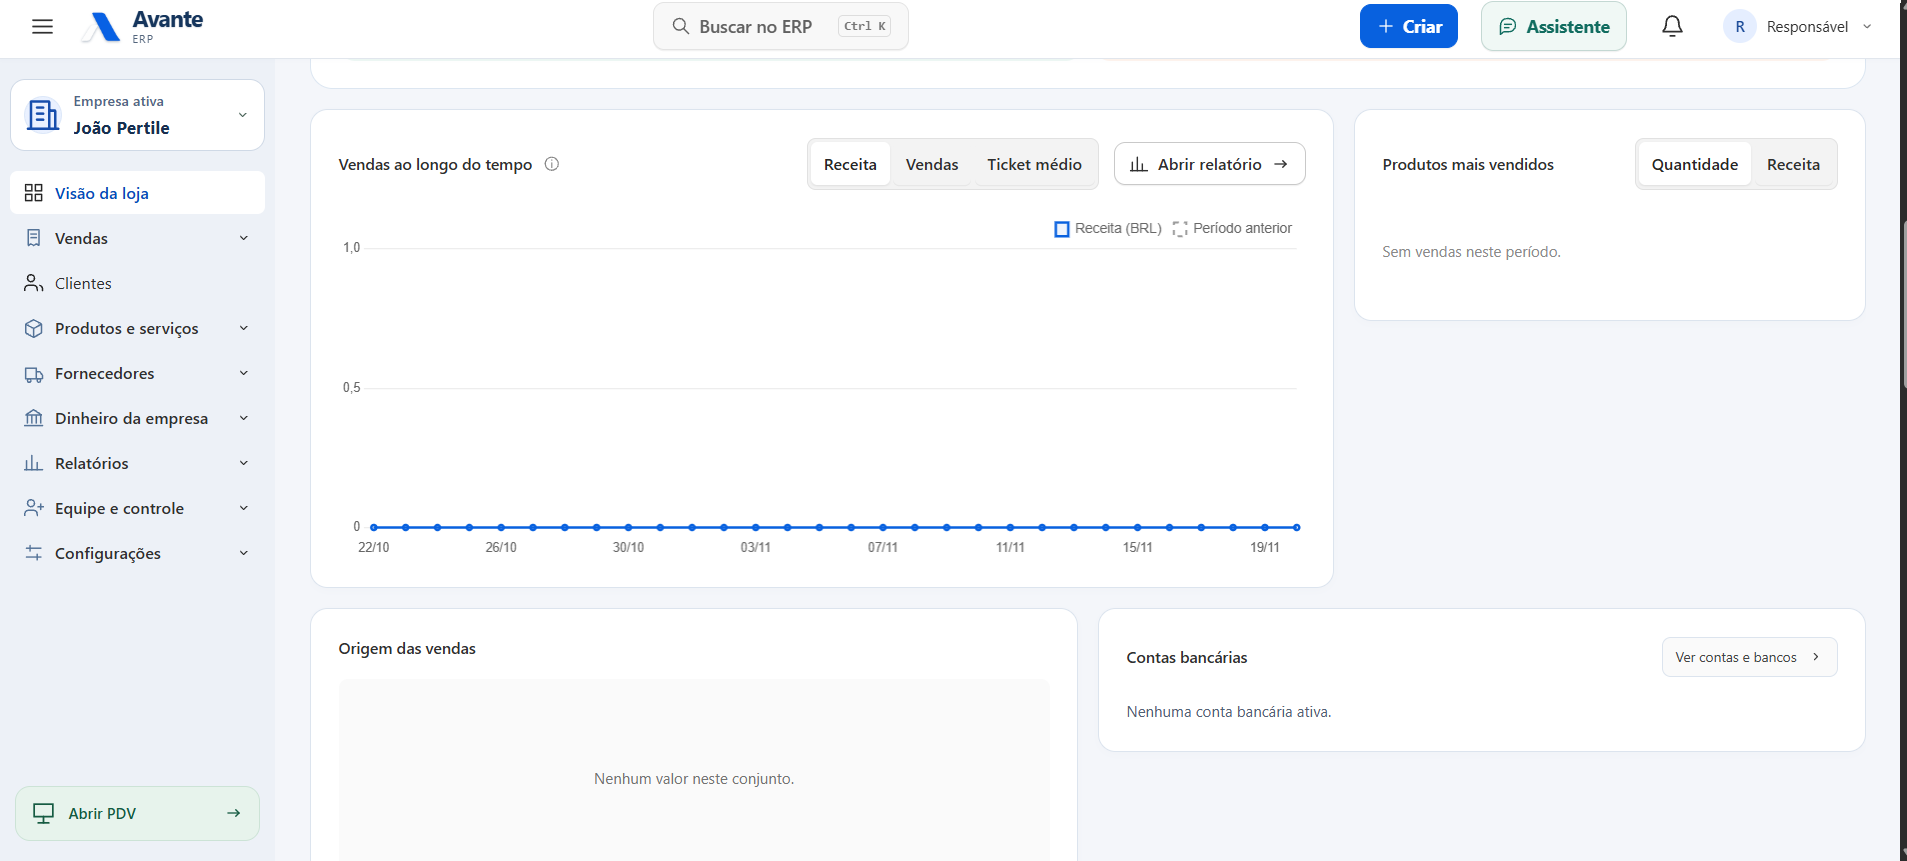 Avante
ERP
Buscar no ERP
Ctrl K
Criar
Assistente
R
Responsável
Empresa ativa
João Pertile
Visão da loja
Vendas
Clientes
Produtos e serviços
Fornecedores
Dinheiro da empresa
Relatórios
Equipe e controle
Configurações
Abrir PDV
Vendas ao longo do tempo
Receita
Vendas
Ticket médio
Abrir relatório
Receita (BRL)
Período anterior
1,0
0,5
0
22/10
26/10
30/10
03/11
07/11
11/11
15/11
19/11
Produtos mais vendidos
Quantidade
Receita
Sem vendas neste período.
Origem das vendas
Nenhum valor neste conjunto.
Contas bancárias
Ver contas e bancos
Nenhuma conta bancária ativa.